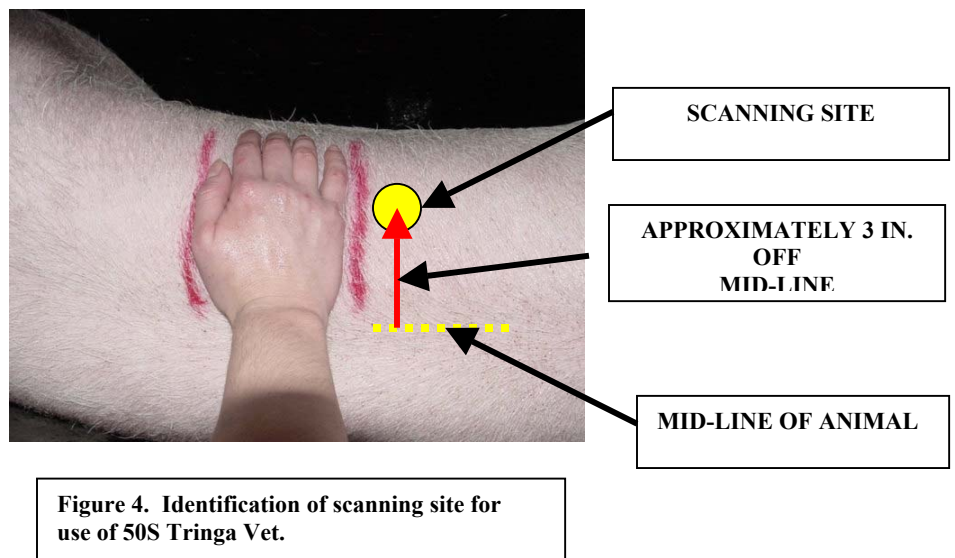 SCANNING SITE
APPROXIMATELY 3 IN.
OFF
MID-LINE
MID-LINE OF ANIMAL
Figure 4. Identification of scanning site for
use of 50S Tringa Vet.